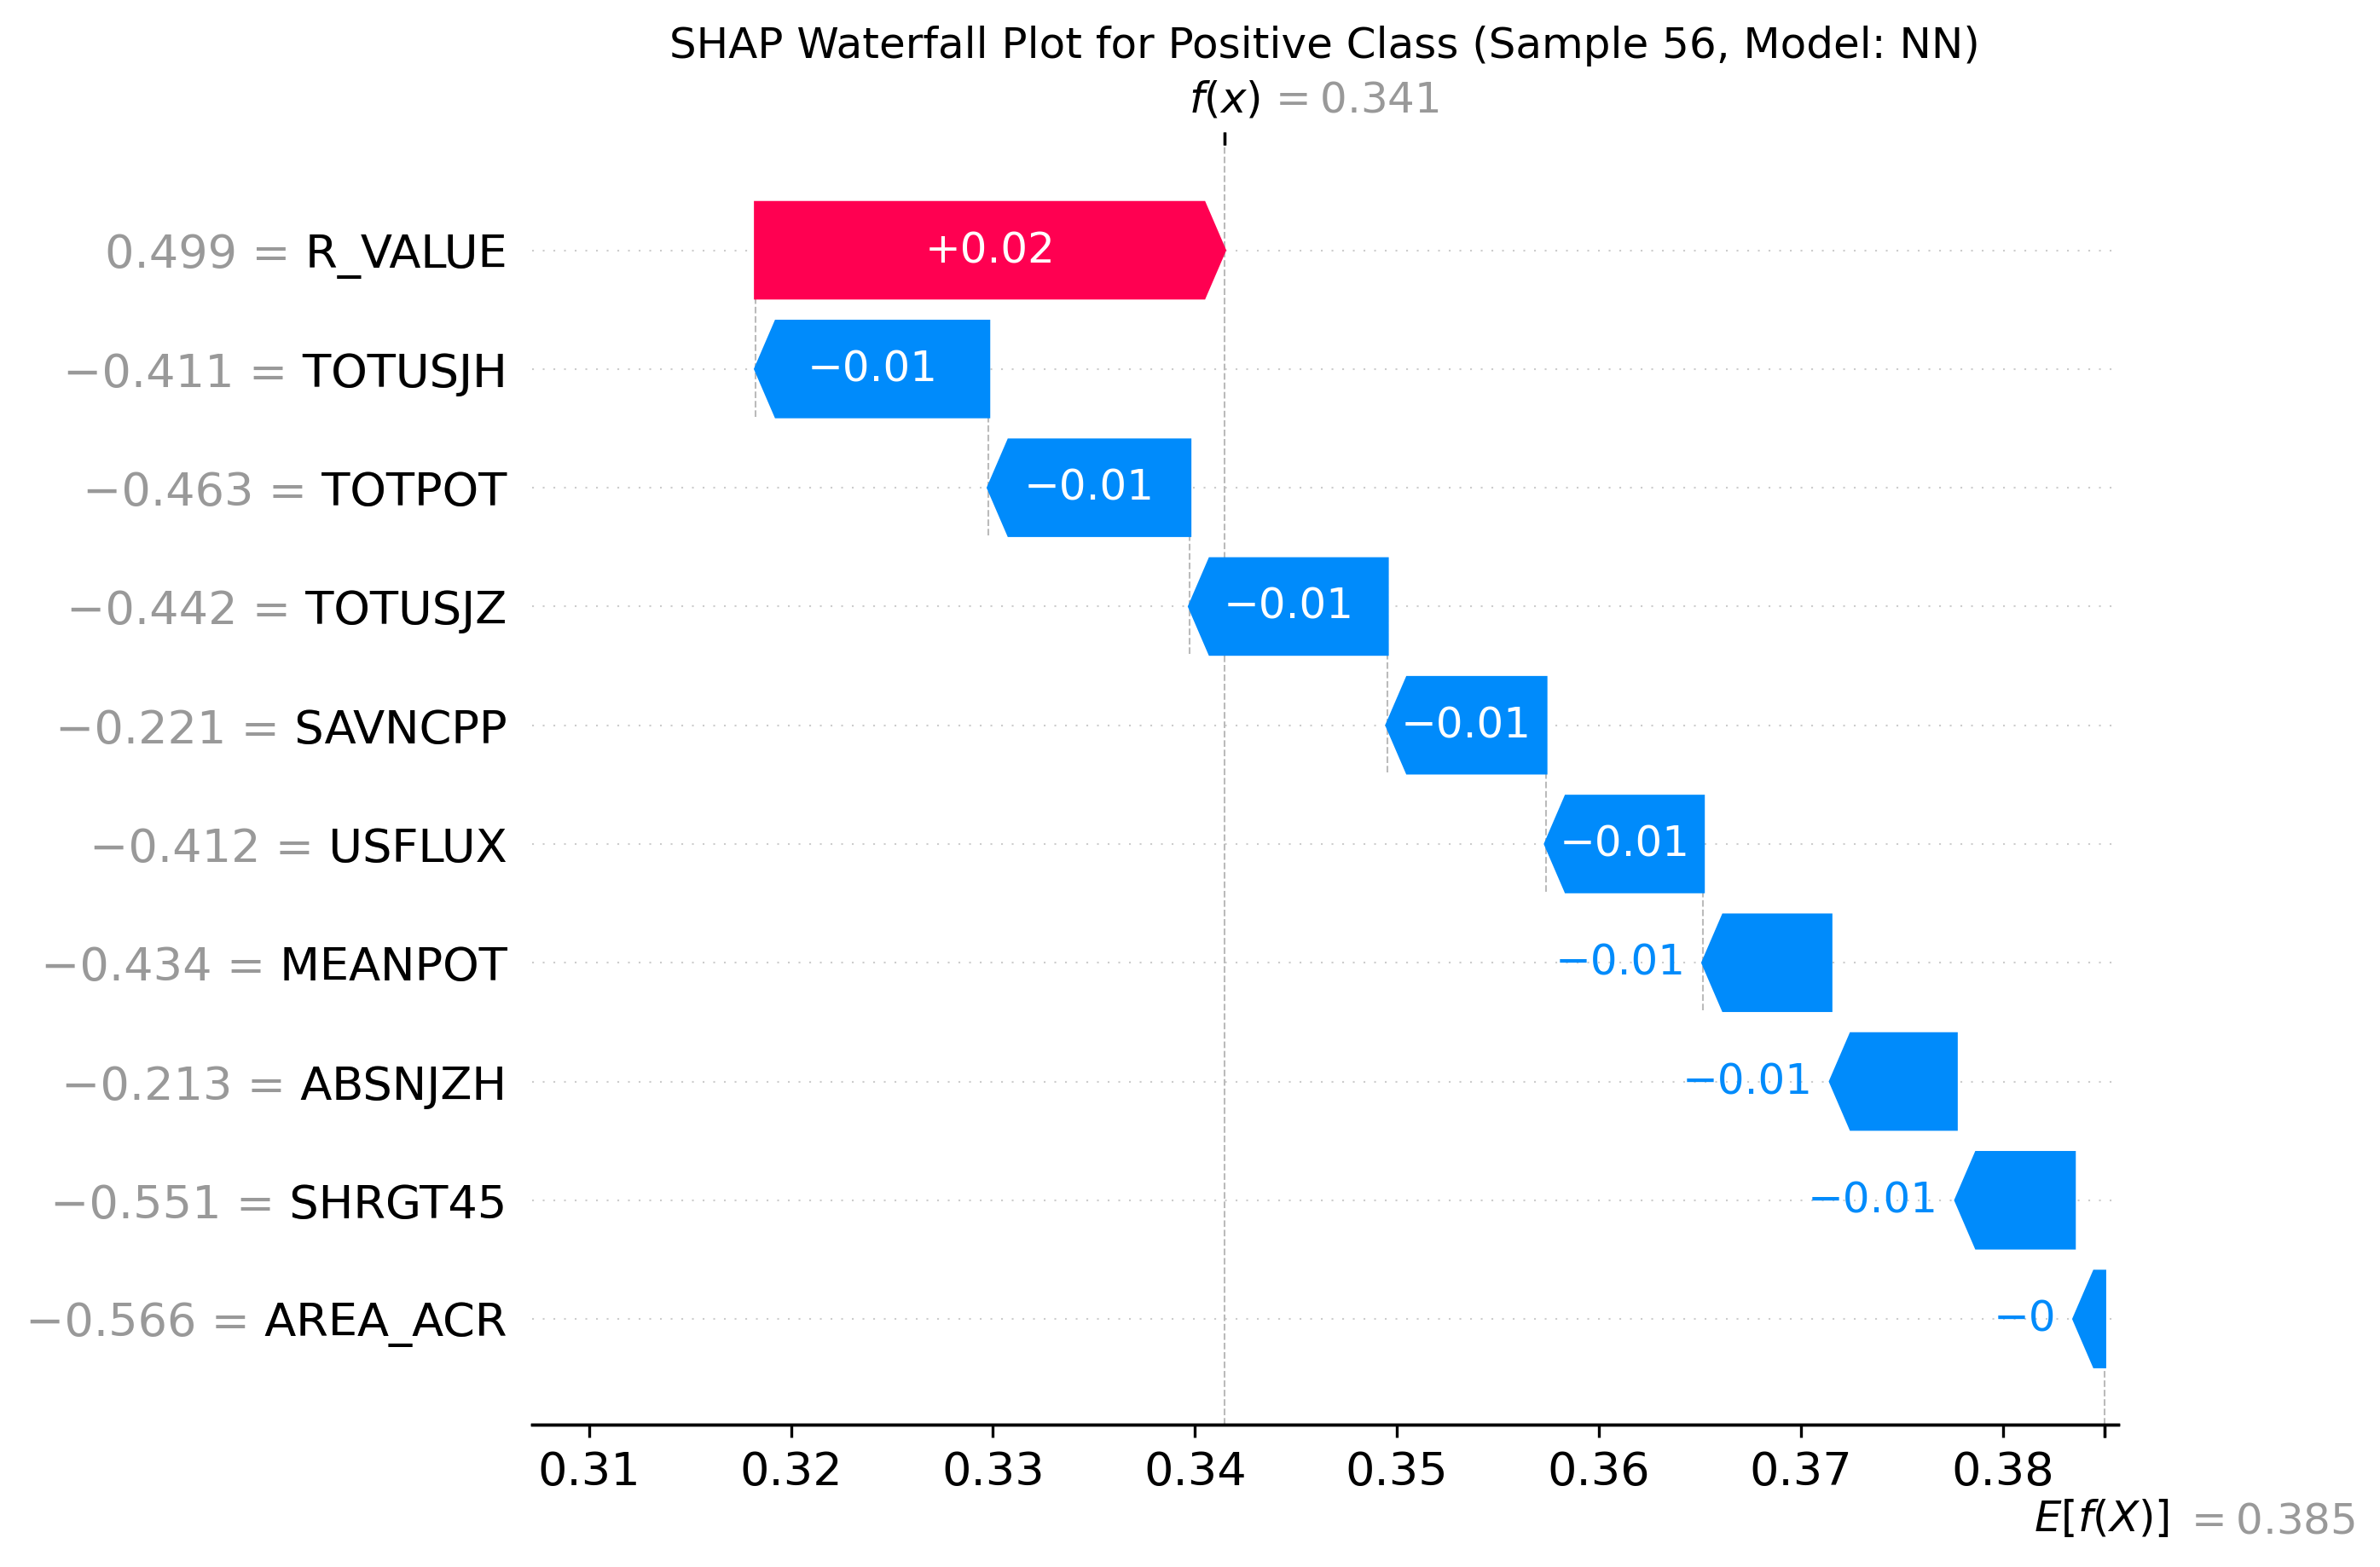 SHAP Waterfall Plot for Positive Class (Sample 56, Model: NN)
f(x) = 0.341
0.499 = R_VALUE +0.02
−0.411 = TOTUSJH −0.01
−0.463 = TOTPOT −0.01
−0.442 = TOTUSJZ −0.01
−0.221 = SAVNCPP −0.01
−0.412 = USFLUX −0.01
−0.434 = MEANPOT −0.01
−0.213 = ABSNJZH −0.01
−0.551 = SHRGT45 −0.01
−0.566 = AREA_ACR −0
0.31 0.32 0.33 0.34 0.35 0.36 0.37 0.38
E[f(X)] = 0.385